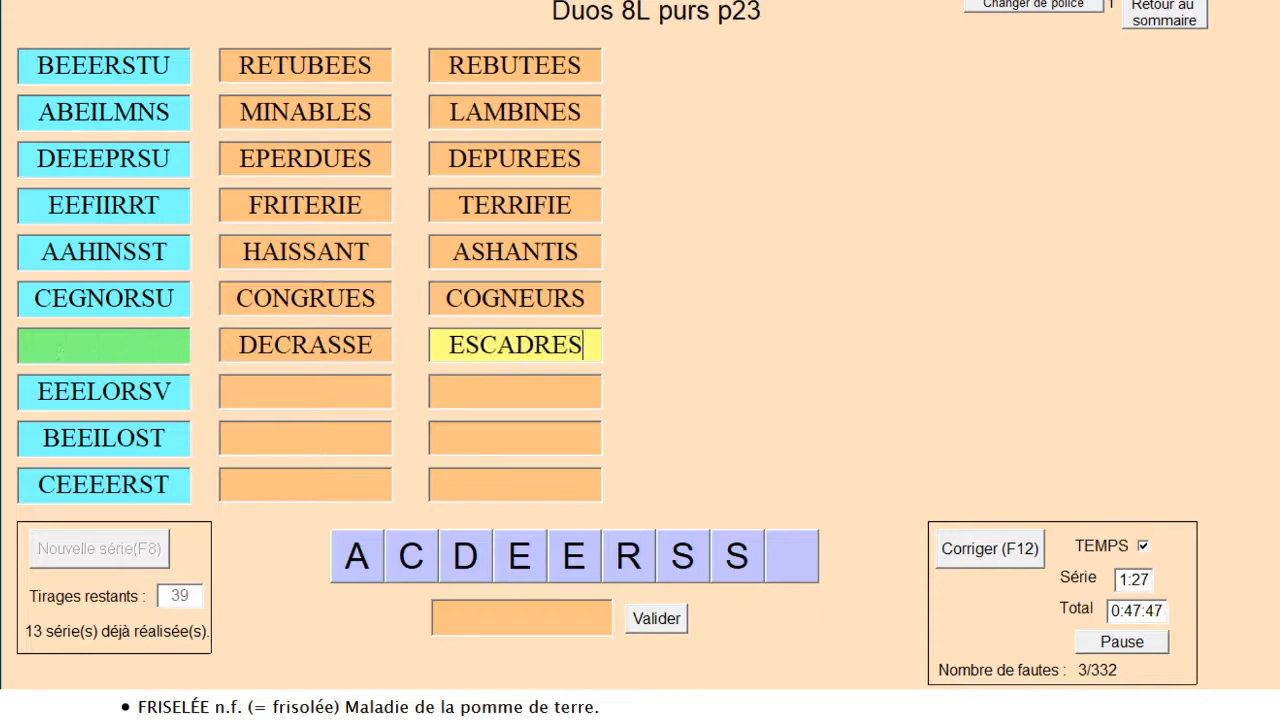 Duos 8L purs p23
Changer de police
1
Retour au
sommaire
BEEERSTU RETUBEES REBUTEES
ABEILMNS MINABLES LAMBINES
DEEEPRSU EPERDUES DEPUREES
EEFIIRRT FRITERIE TERRIFIE
AAHINSST HAISSANT ASHANTIS
CEGNORSU CONGRUES COGNEURS
DECRASSE ESCADRES
EEELORSV
BEEILOST
CEEEERST
Nouvelle série(F8)
Tirages restants : 39
13 série(s) déjà réalisée(s).
A C D E E R S S
Valider
Corriger (F12)
TEMPS
Série 1:27
Total 0:47:47
Pause
Nombre de fautes : 3/332
• FRISELÉE n.f. (= frisolée) Maladie de la pomme de terre.